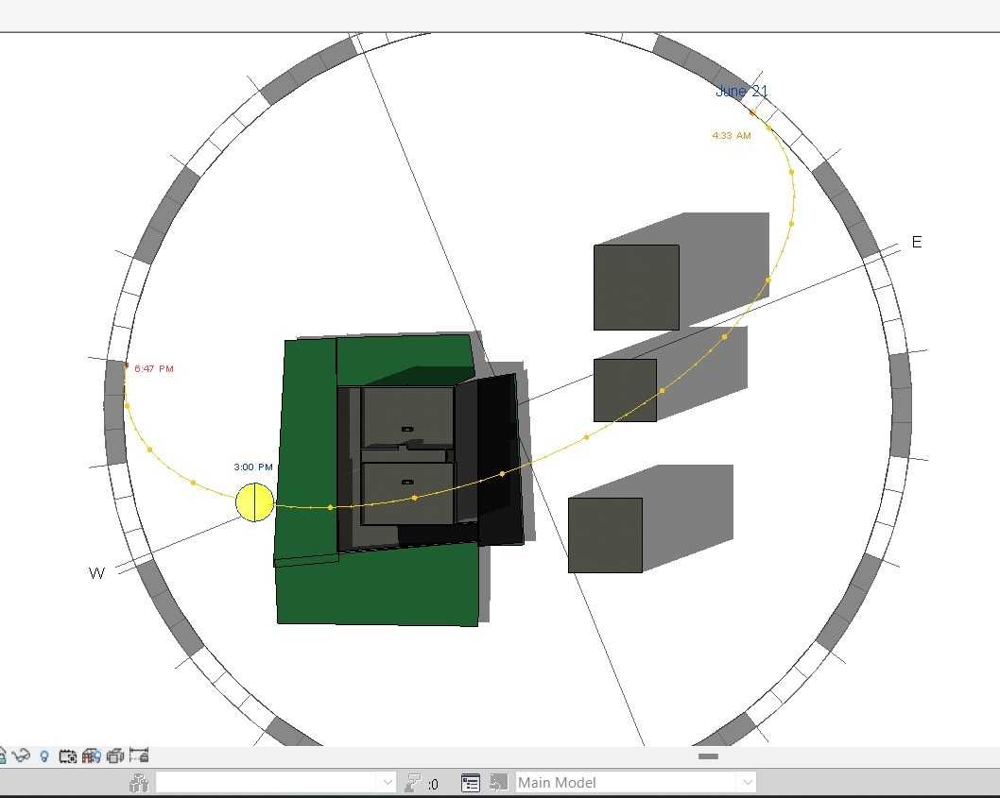 June 21
4:33 AM
E
6:47 PM
3:00 PM
W
:0
Main Model